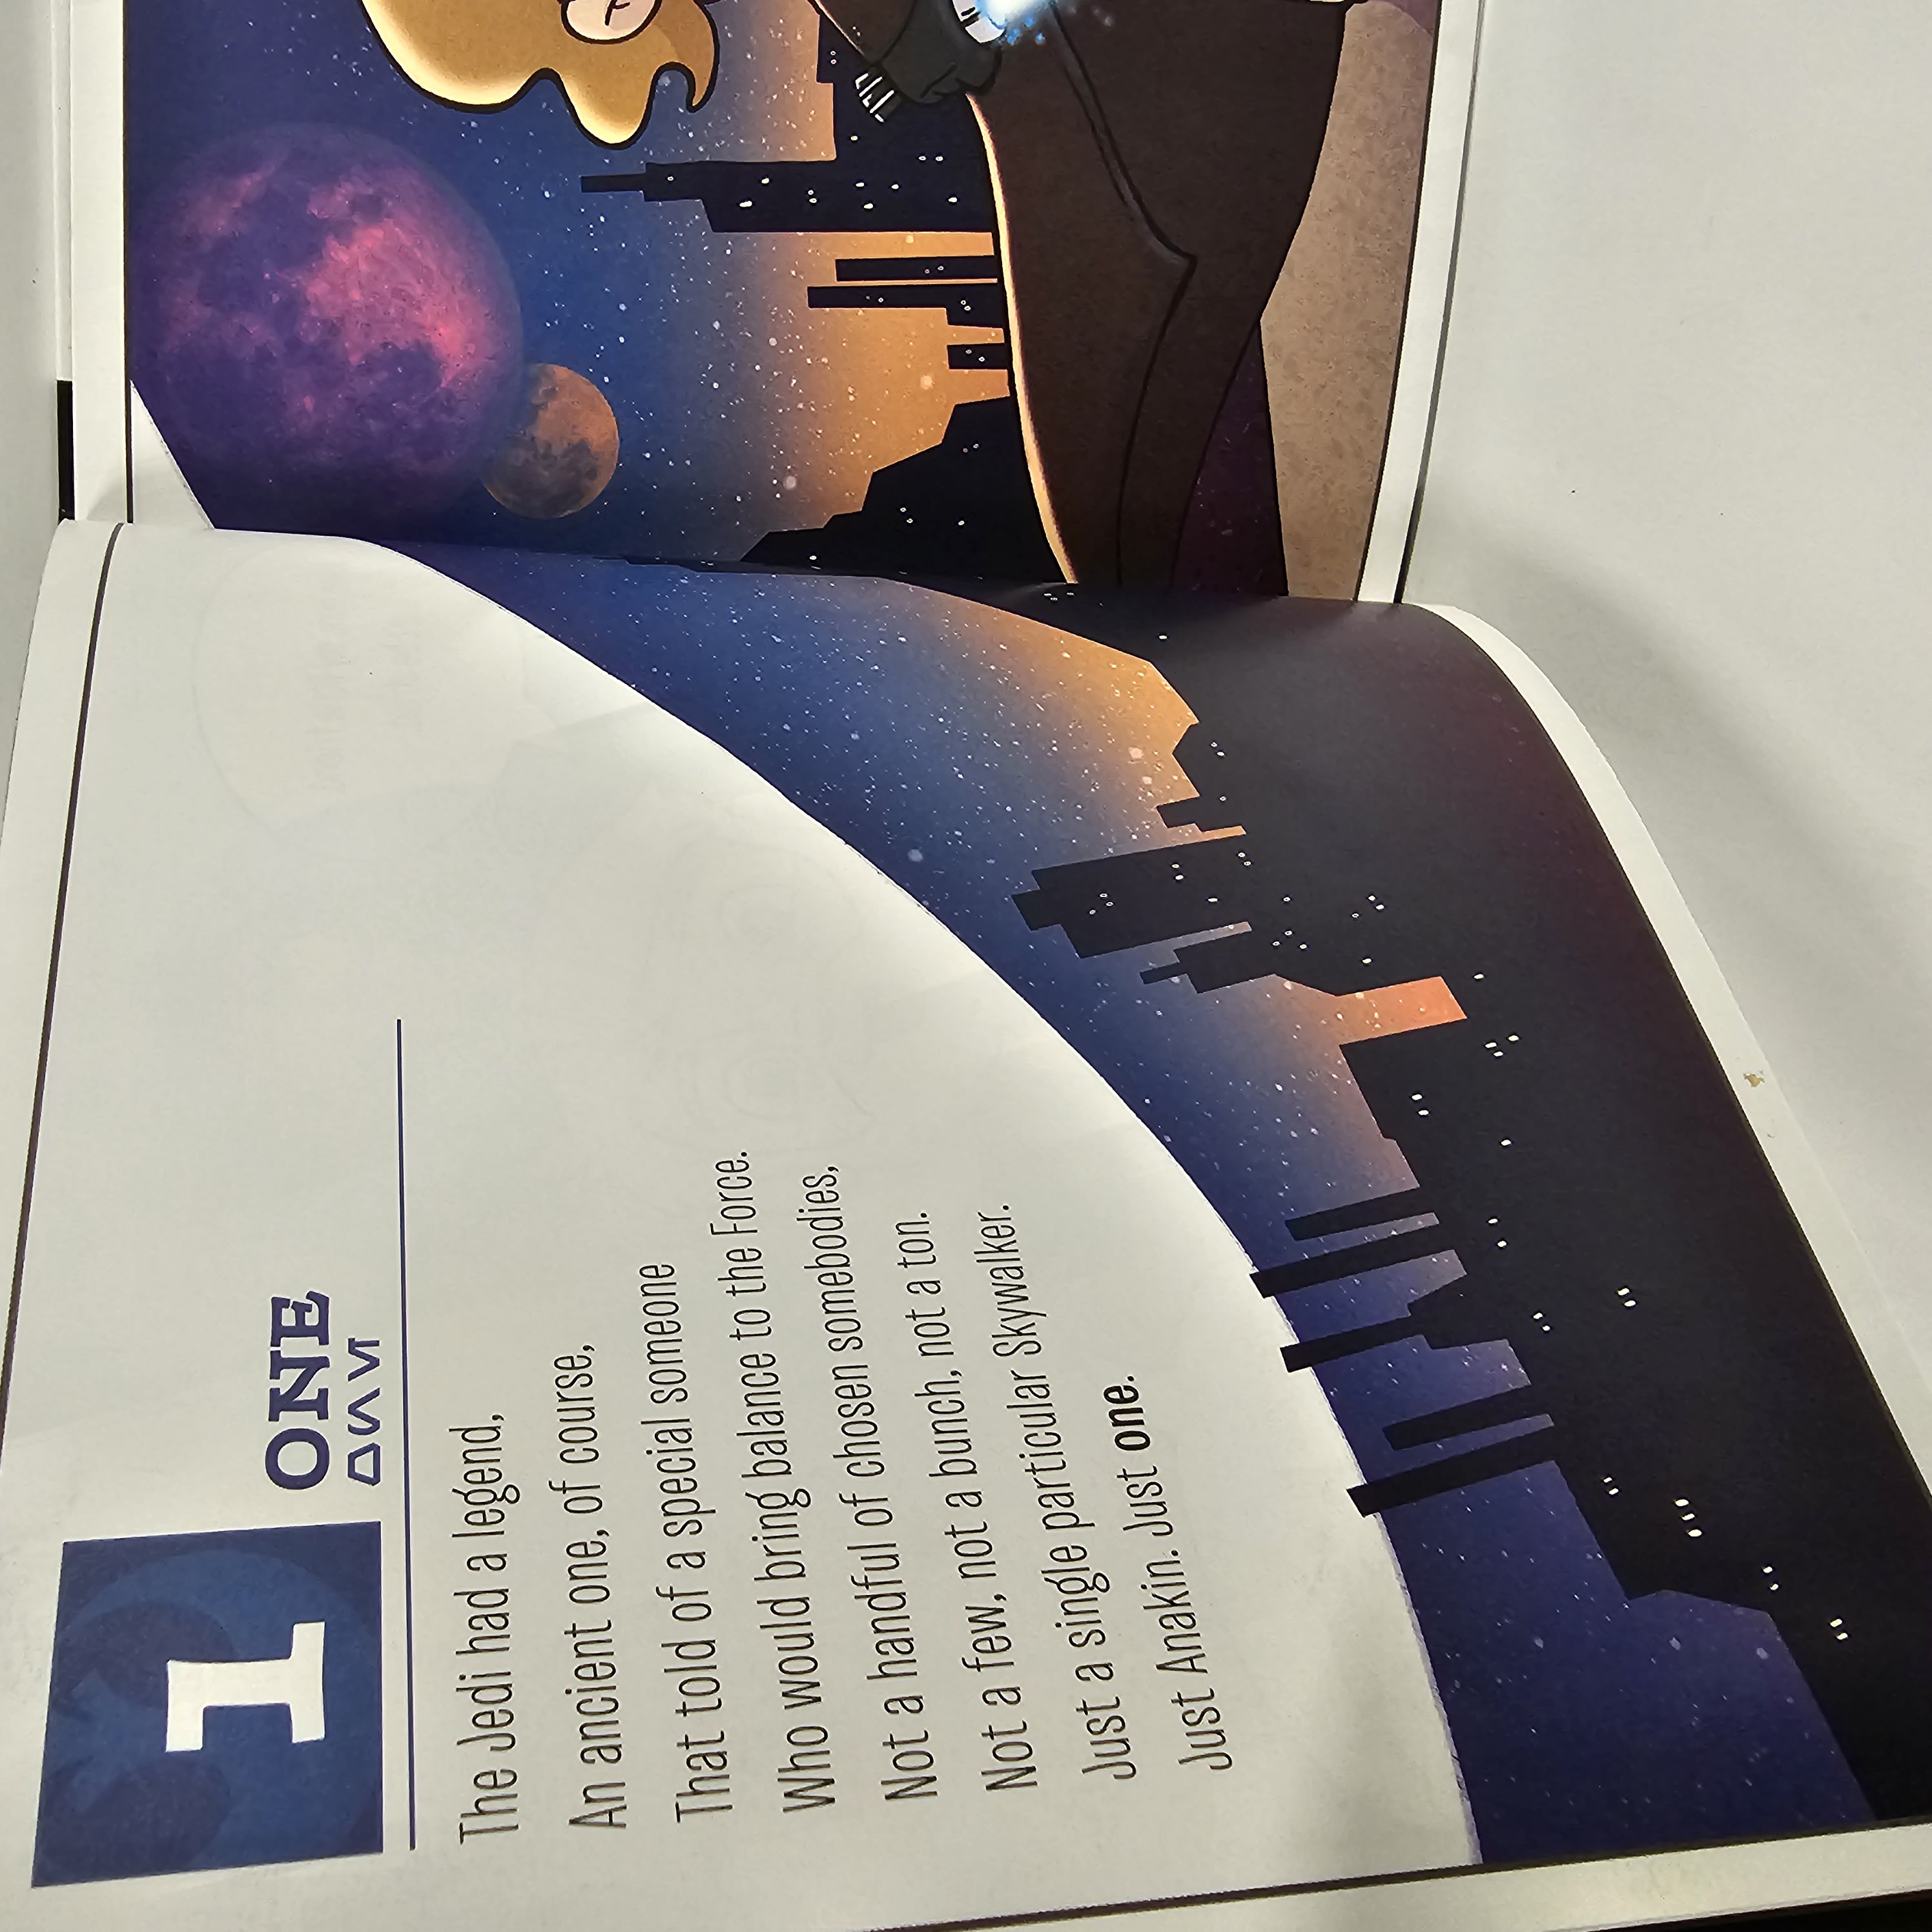 1
ONE
The Jedi had a legend,
An ancient one, of course,
That told of a special someone
Who would bring balance to the Force.
Not a handful of chosen somebodies,
Not a few, not a bunch, not a ton.
Just a single particular Skywalker.
Just Anakin. Just one.